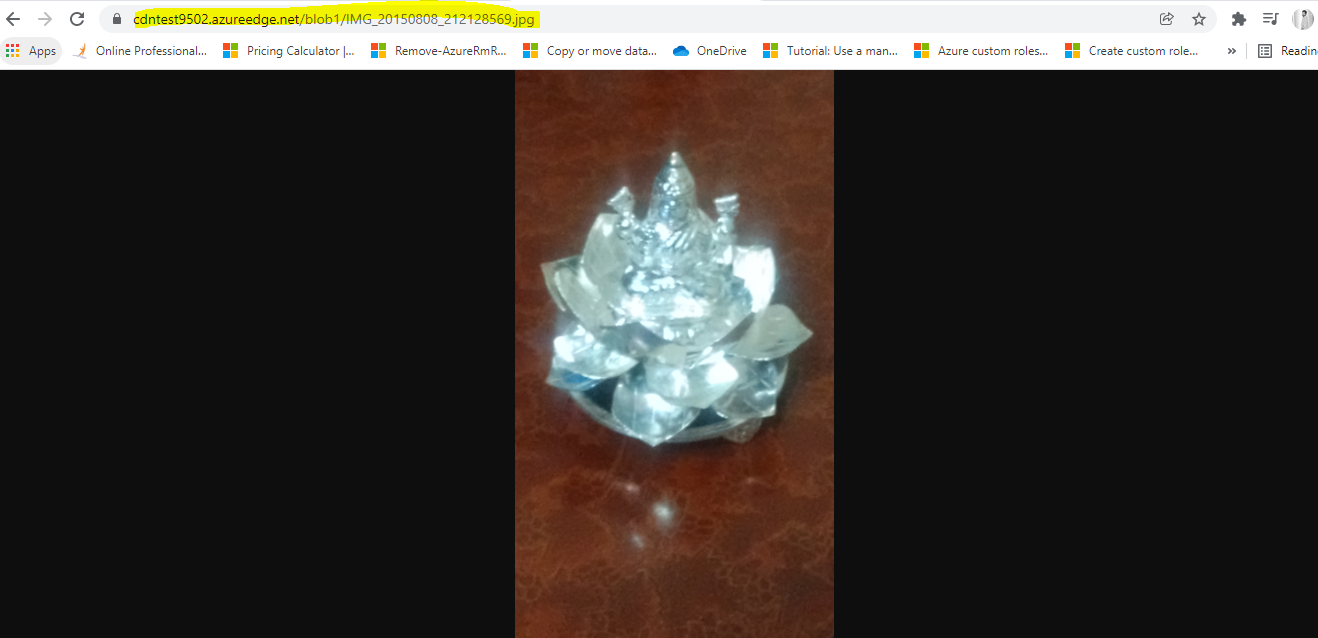 cdntest9502.azureedge.net/blob1/IMG_20150808_212128569.jpg
Apps Online Professional... Pricing Calculator |... Remove-AzureRmR... Copy or move data... OneDrive Tutorial: Use a man... Azure custom roles... Create custom role... » Readin